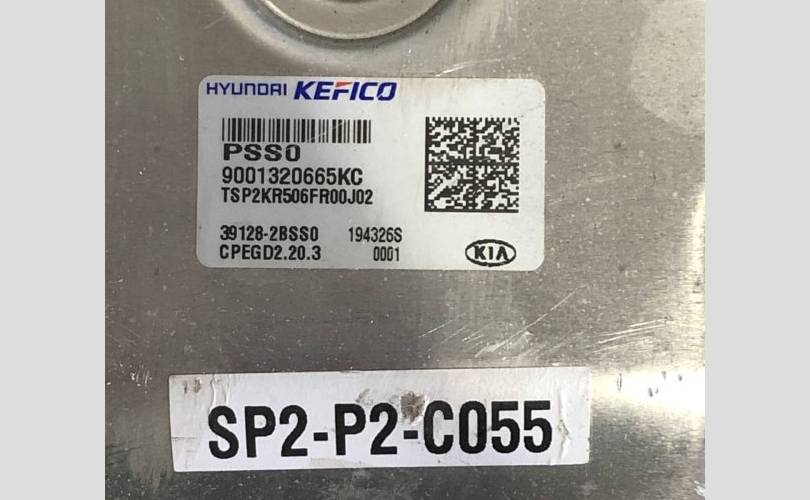 HYUNDAI KEFICO
PSS0
9001320665KC
TSP2KR506FR00J02
39128-2BSS0 194326S
CPEGD2.20.3 0001
KIA
SP2-P2-C055